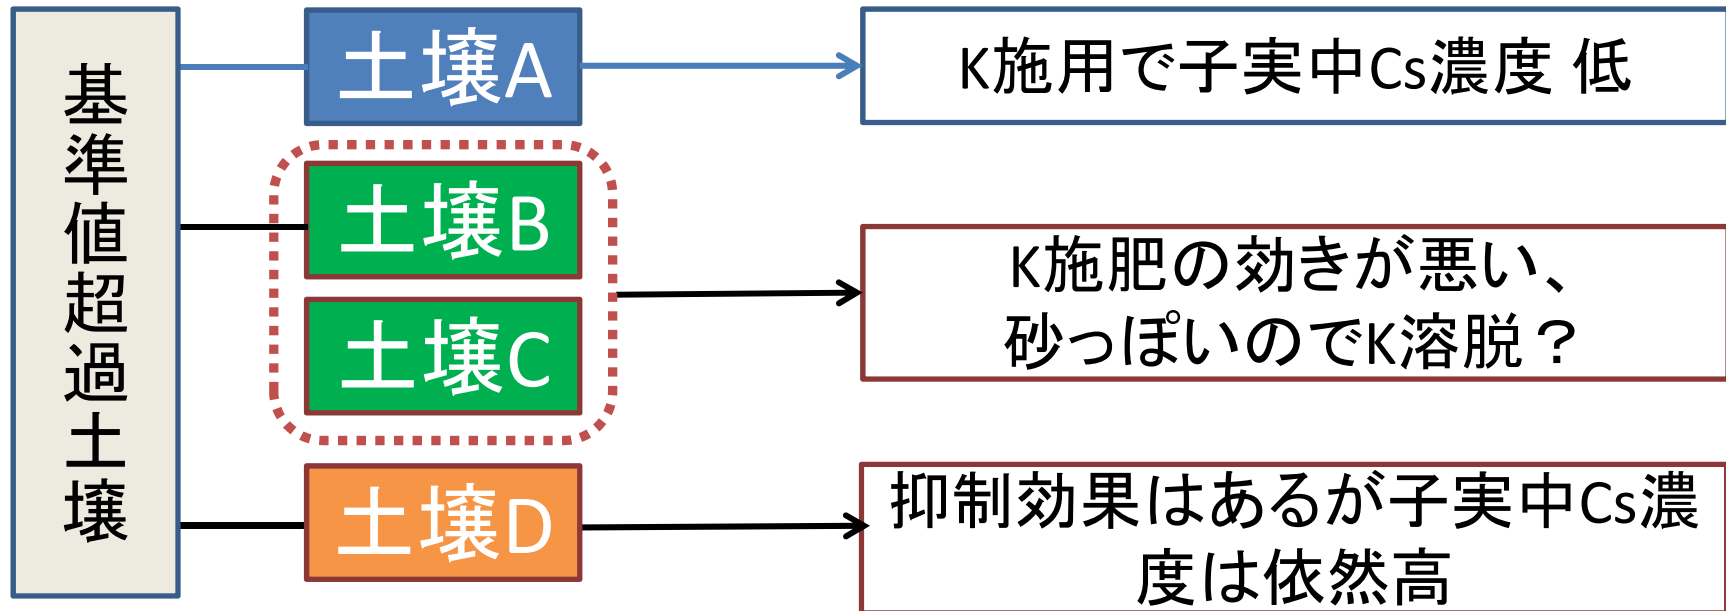 基準値超過土壌
土壌A
K施用で子実中Cs濃度 低
土壌B
土壌C
K施肥の効きが悪い、
砂っぽいのでK溶脱？
土壌D
抑制効果はあるが子実中Cs濃
度は依然高